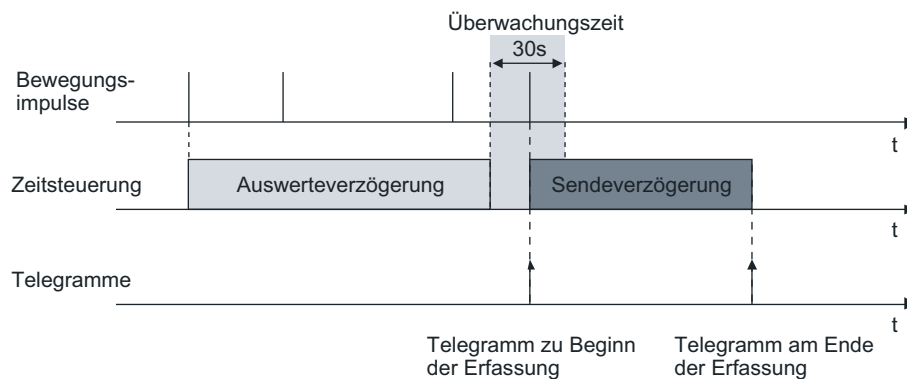 Überwachungszeit
30s
Bewegungs-
impulse
t
Zeitsteuerung
Auswerteverzögerung
Sendeverzögerung
t
Telegramme
t
Telegramm zu Beginn
der Erfassung
Telegramm am Ende
der Erfassung